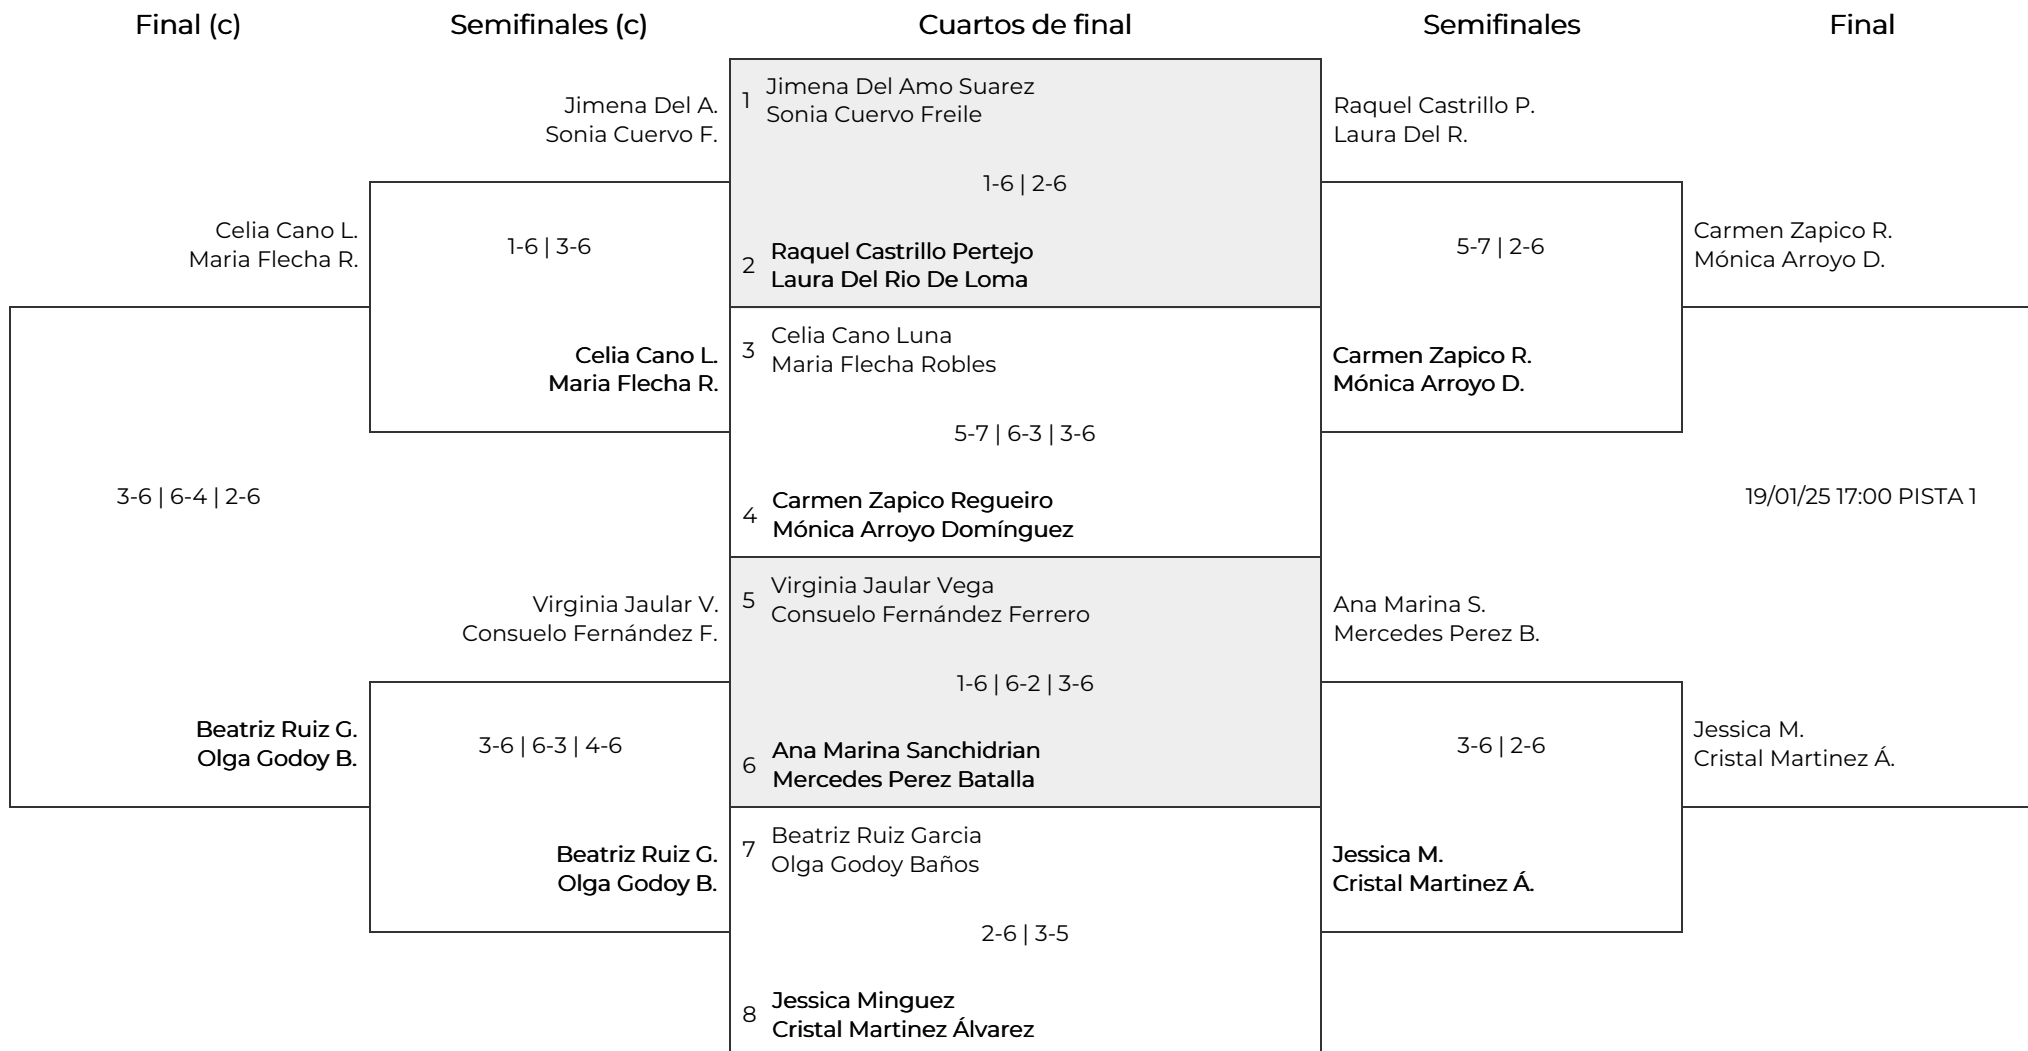 Final (c)
Semifinales (c)
Cuartos de final
Semifinales
Final
Celia Cano L.
Maria Flecha R.
3-6 | 6-4 | 2-6
Beatriz Ruiz G.
Olga Godoy B.
Jimena Del A.
Sonia Cuervo F.
1-6 | 3-6
Celia Cano L.
Maria Flecha R.
Virginia Jaular V.
Consuelo Fernández F.
3-6 | 6-3 | 4-6
Beatriz Ruiz G.
Olga Godoy B.
1 Jimena Del Amo Suarez
Sonia Cuervo Freile
1-6 | 2-6
2 Raquel Castrillo Pertejo
Laura Del Rio De Loma
3 Celia Cano Luna
Maria Flecha Robles
5-7 | 6-3 | 3-6
4 Carmen Zapico Regueiro
Mónica Arroyo Domínguez
5 Virginia Jaular Vega
Consuelo Fernández Ferrero
1-6 | 6-2 | 3-6
6 Ana Marina Sanchidrian
Mercedes Perez Batalla
7 Beatriz Ruiz Garcia
Olga Godoy Baños
2-6 | 3-5
8 Jessica Minguez
Cristal Martinez Álvarez
Raquel Castrillo P.
Laura Del R.
5-7 | 2-6
Carmen Zapico R.
Mónica Arroyo D.
Ana Marina S.
Mercedes Perez B.
3-6 | 2-6
Jessica M.
Cristal Martinez Á.
Carmen Zapico R.
Mónica Arroyo D.
19/01/25 17:00 PISTA 1
Jessica M.
Cristal Martinez Á.